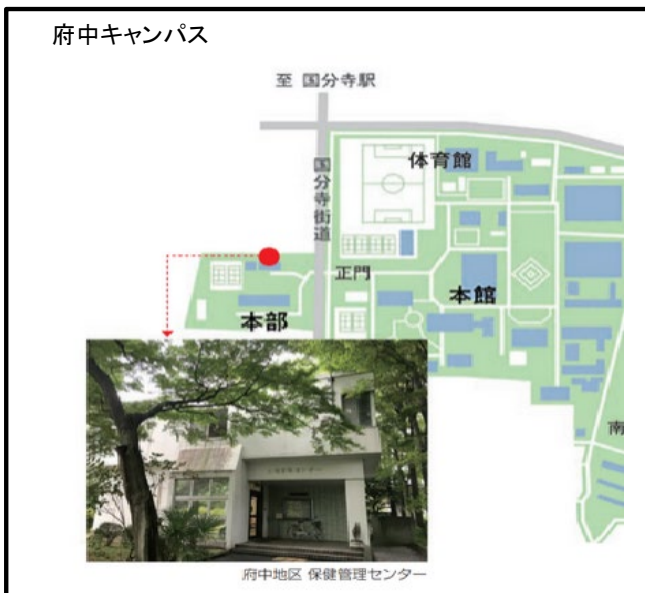 府中キャンパス
至 国分寺駅
国分寺街道
体育館
正門
本館
本部
南
府中地区 保健管理センター